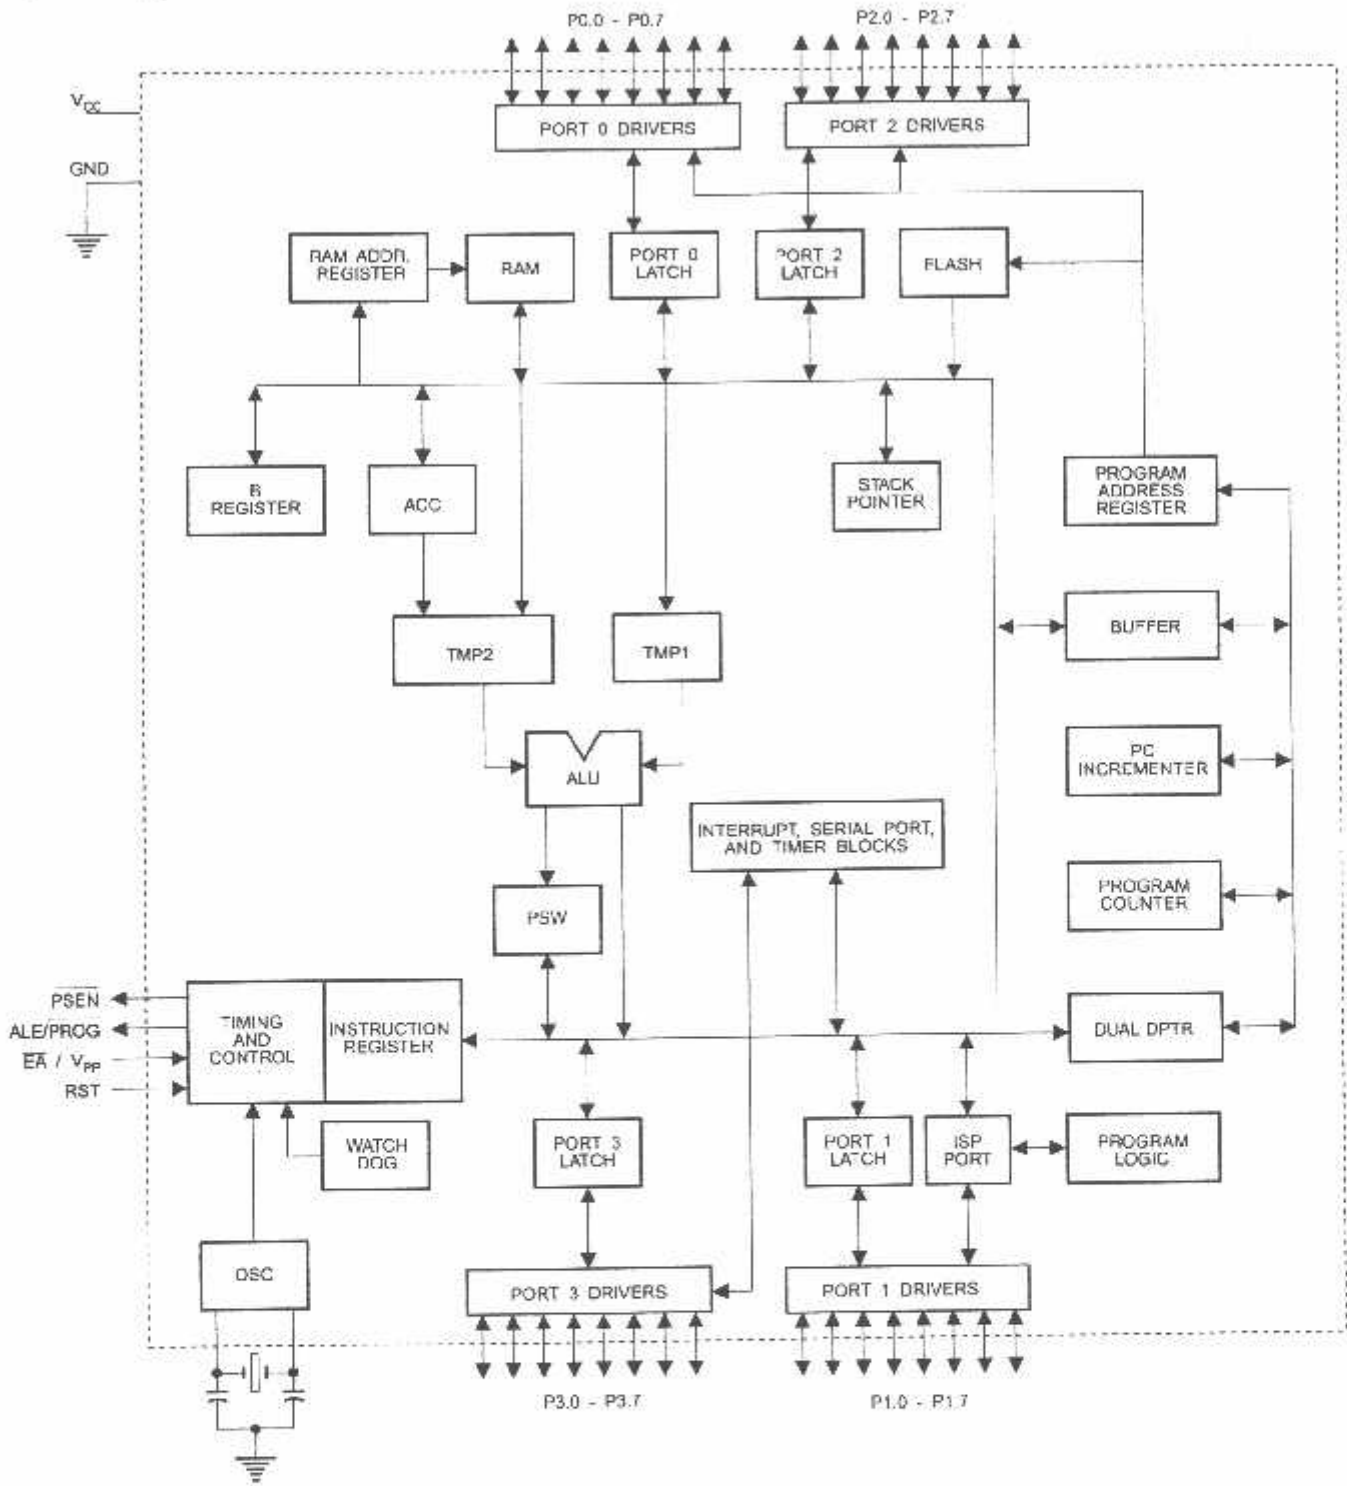 P0.0 - P0.7
P2.0 - P2.7
VCC
PORT 0 DRIVERS
PORT 2 DRIVERS
GND
RAM ADDR.
REGISTER
RAM
PORT 0
LATCH
PORT 2
LATCH
FLASH
B
REGISTER
ACC
STACK
POINTER
PROGRAM
ADDRESS
REGISTER
BUFFER
TMP2
TMP1
PC
INCREMENTER
ALU
INTERRUPT, SERIAL PORT,
AND TIMER BLOCKS
PROGRAM
COUNTER
PSW
PSEN
ALE/PROG
EA / VPP
RST
TIMING
AND
CONTROL
INSTRUCTION
REGISTER
DUAL DPTR
WATCH
DOG
PORT 3
LATCH
PORT 1
LATCH
ISP
PORT
PROGRAM
LOGIC
OSC
PORT 3 DRIVERS
PORT 1 DRIVERS
P3.0 - P3.7
P1.0 - P1.7